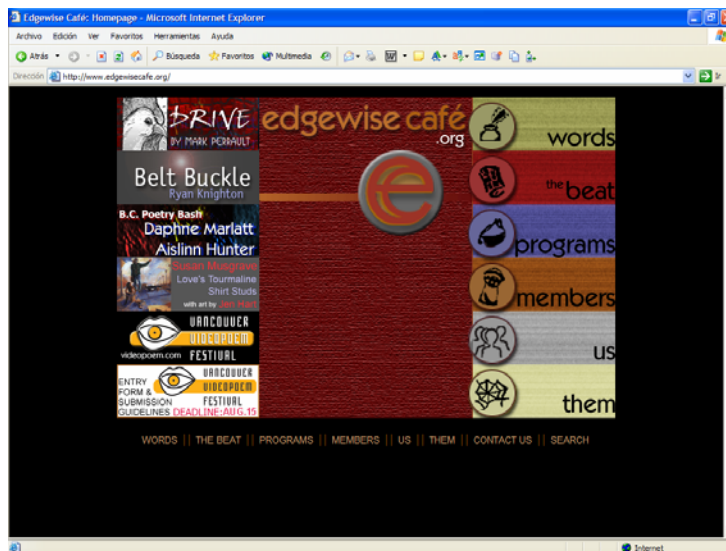 Edgewise Café: Homepage - Microsoft Internet Explorer
Archivo Edición Ver Favoritos Herramientas Ayuda
Atrás Búsqueda Favoritos Multimedia
Dirección http://www.edgewisecafe.org/ Ir
DRIVE
BY MARK PERRAULT
Belt Buckle
Ryan Knighton
B.C. Poetry Bash
Daphne Marlatt
Aislinn Hunter
Susan Musgrave
Love's Tourmaline
Shirt Studs
with art by Jen Hart
VANCOUVER
VIDEOPOEM
videopoem.com FESTIVAL
VANCOUVER
VIDEOPOEM
FESTIVAL
ENTRY
FORM &
SUBMISSION
GUIDELINES DEADLINE:AUG.15
edgewise café
.org
e
words
the beat
programs
members
us
them
WORDS || THE BEAT || PROGRAMS || MEMBERS || US || THEM || CONTACT US || SEARCH
Internet